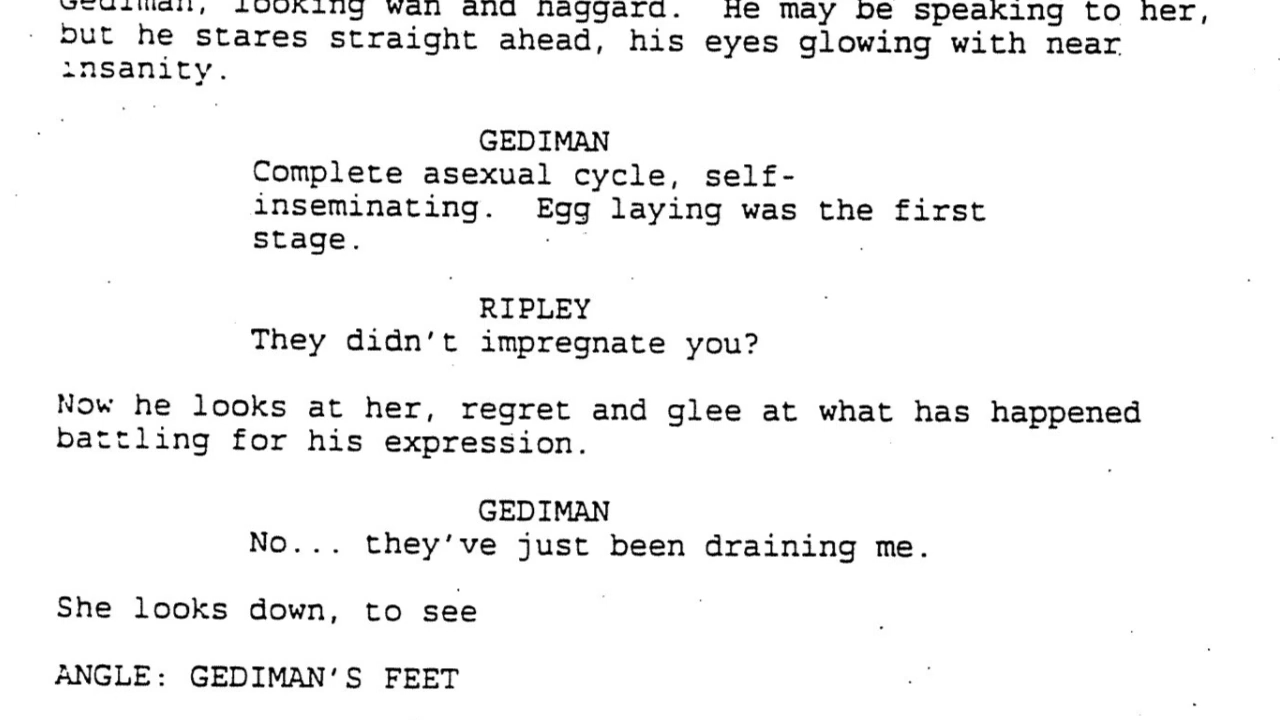 Gediman, looking wan and haggard. He may be speaking to her,
but he stares straight ahead, his eyes glowing with near
insanity.
GEDIMAN
Complete asexual cycle, self-
inseminating. Egg laying was the first
stage.
RIPLEY
They didn't impregnate you?
Now he looks at her, regret and glee at what has happened
battling for his expression.
GEDIMAN
No... they've just been draining me.
She looks down, to see
ANGLE: GEDIMAN'S FEET